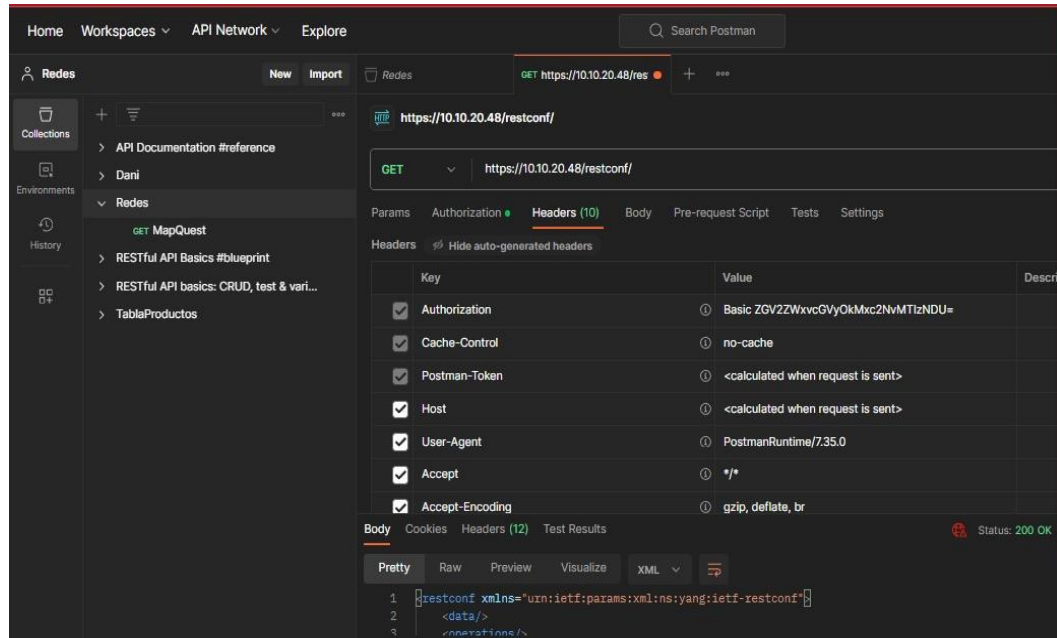 Home Workspaces API Network Explore
Search Postman
Redes New Import
Redes
GET https://10.10.20.48/res
Collections
Environments
History
API Documentation #reference
Dani
Redes
GET MapQuest
RESTful API Basics #blueprint
RESTful API basics: CRUD, test & vari...
TablaProductos
HTTP https://10.10.20.48/restconf/
GET https://10.10.20.48/restconf/
Params Authorization Headers (10) Body Pre-request Script Tests Settings
Headers Hide auto-generated headers
Key Value Descri
Authorization Basic ZGV2ZWxvcGVyOkMxc2NvMTIzNDU=
Cache-Control no-cache
Postman-Token <calculated when request is sent>
Host <calculated when request is sent>
User-Agent PostmanRuntime/7.35.0
Accept */*
Accept-Encoding gzip, deflate, br
Body Cookies Headers (12) Test Results Status: 200 OK
Pretty Raw Preview Visualize XML
1 <restconf xmlns="urn:ietf:params:xml:ns:yang:ietf-restconf">
2 <data/>
3 <operations/>